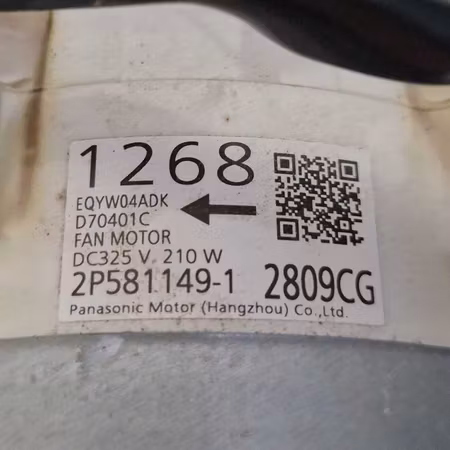 1268
EQYW04ADK
D70401C
FAN MOTOR
DC325 V 210 W
2P581149-1 2809CG
Panasonic Motor (Hangzhou) Co.,Ltd.